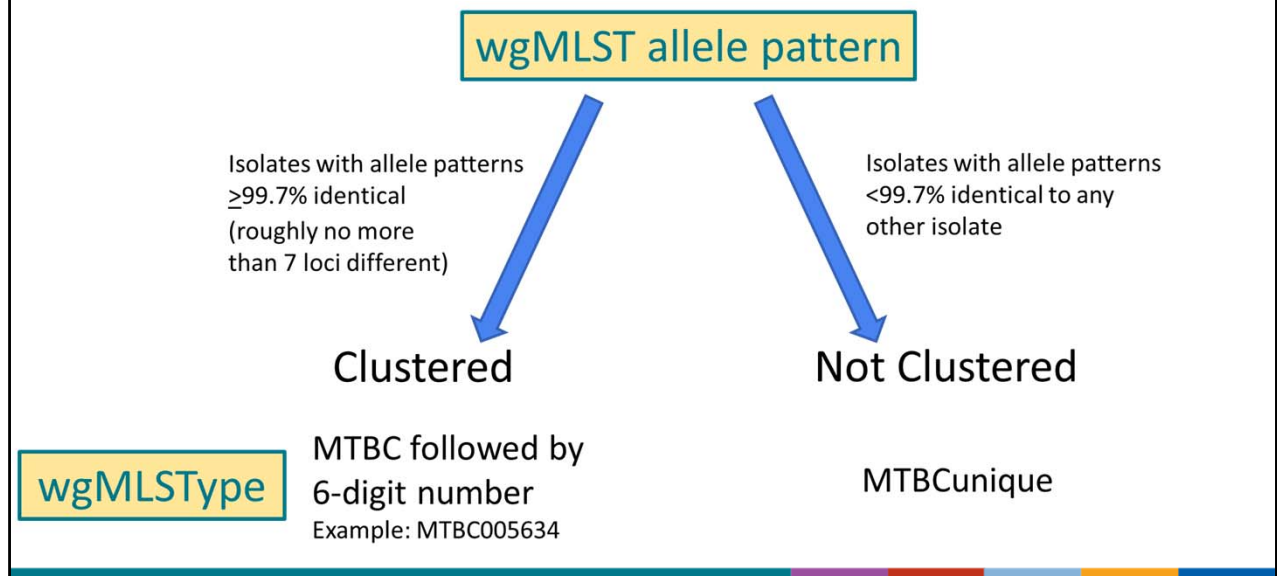 wgMLST allele pattern
Isolates with allele patterns
≥99.7% identical
(roughly no more
than 7 loci different)
Isolates with allele patterns
<99.7% identical to any
other isolate
Clustered
Not Clustered
wgMLSType
MTBC followed by
6-digit number
Example: MTBC005634
MTBCunique